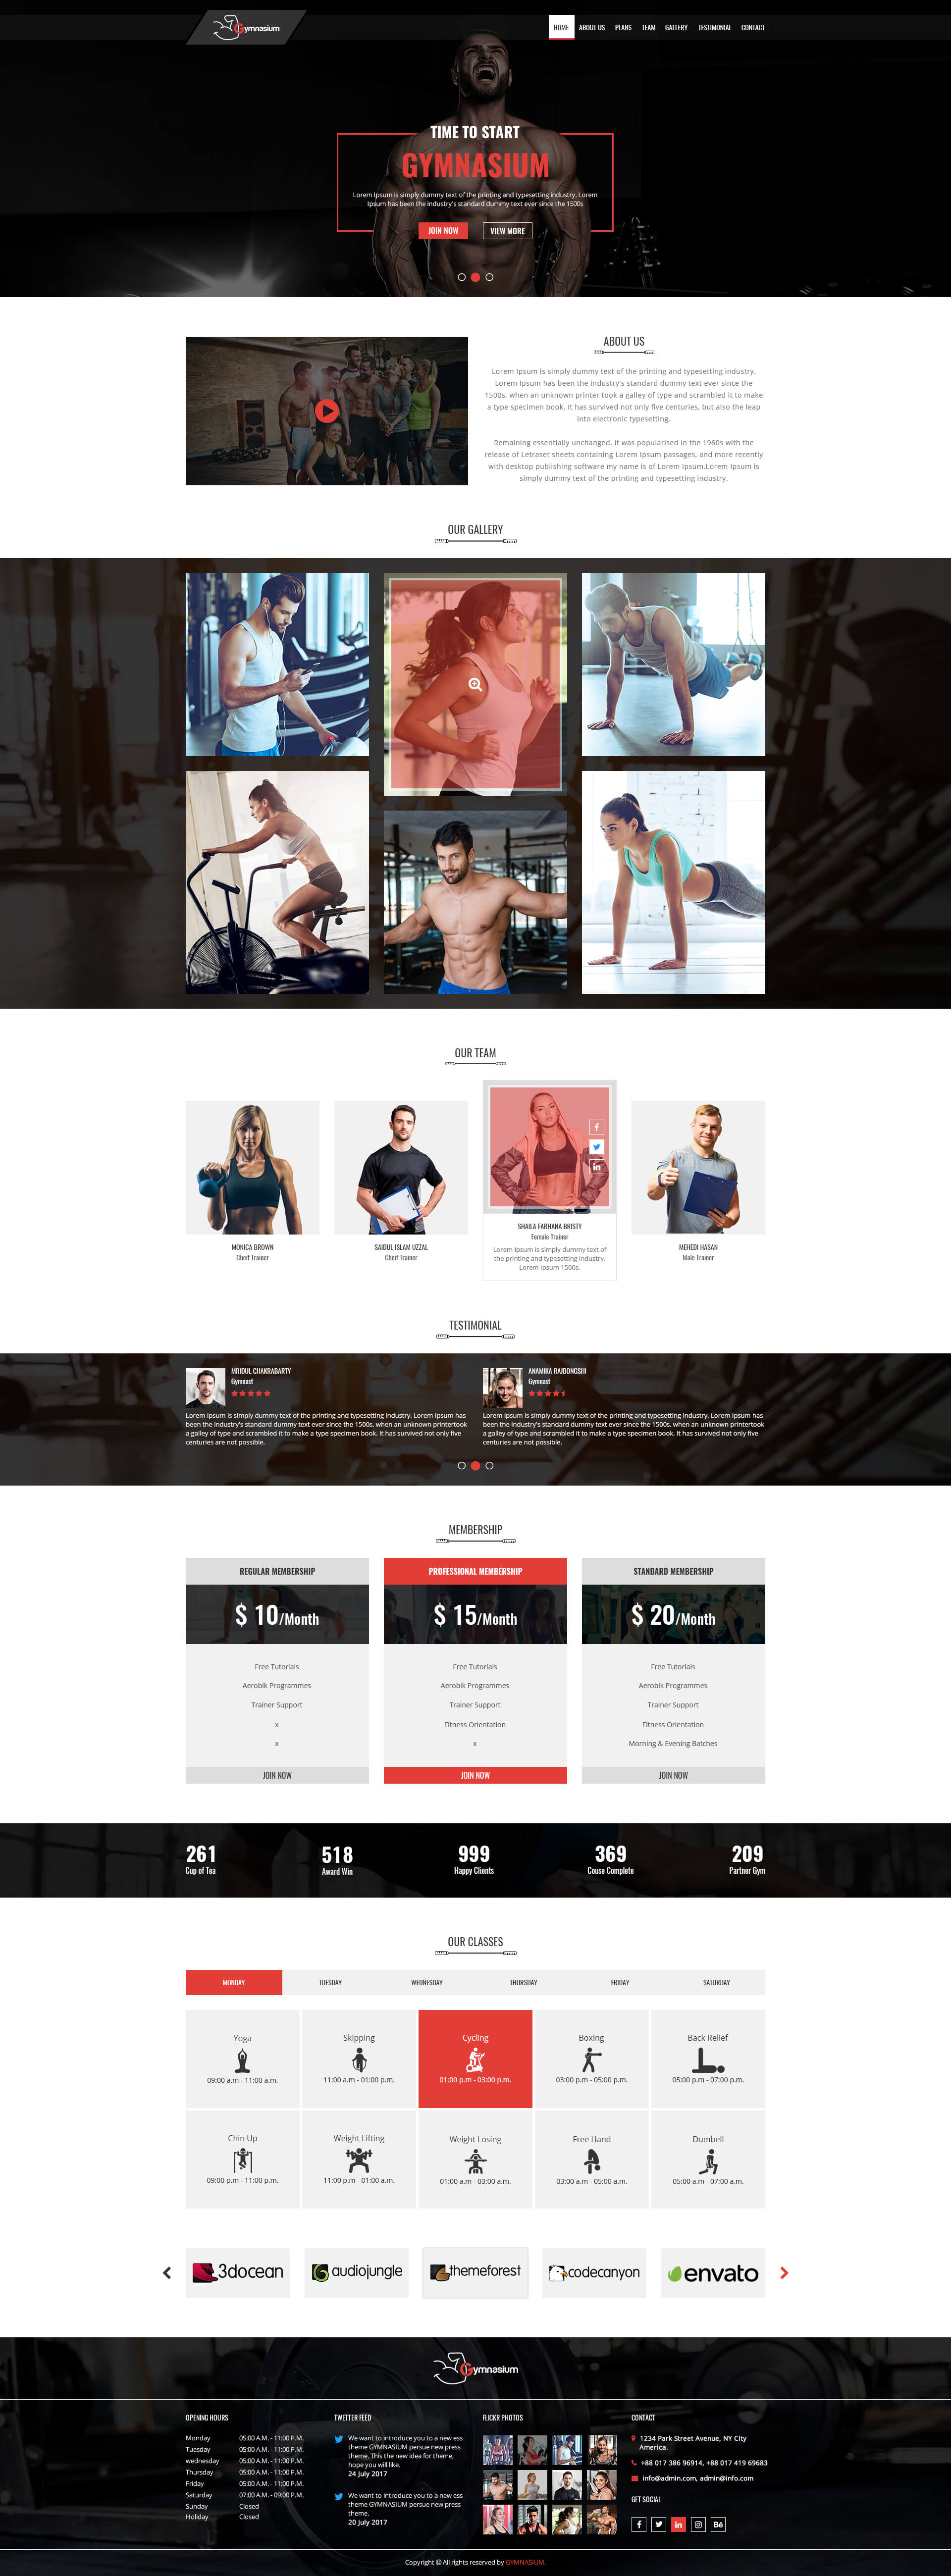 Gymnasium
HOME ABOUT US PLANS TEAM GALLERY TESTIMONIAL CONTACT
TIME TO START
GYMNASIUM
Lorem Ipsum is simply dummy text of the printing and typesetting industry. Lorem
Ipsum has been the industry's standard dummy text ever since the 1500s
JOIN NOW VIEW MORE
ABOUT US
Lorem Ipsum is simply dummy text of the printing and typesetting industry.
Lorem Ipsum has been the industry's standard dummy text ever since the
1500s, when an unknown printer took a galley of type and scrambled it to make
a type specimen book. It has survived not only five centuries, but also the leap
into electronic typesetting.
Remaining essentially unchanged. It was popularised in the 1960s with the
release of Letraset sheets containing Lorem Ipsum passages, and more recently
with desktop publishing software my name is of Lorem Ipsum.Lorem Ipsum is
simply dummy text of the printing and typesetting industry.
OUR GALLERY
OUR TEAM
MONICA BROWN
Cheif Trainer
SAIDUL ISLAM UZZAL
Cheif Trainer
SHAILA FARHANA BRISTY
Female Trainer
Lorem Ipsum is simply dummy text of
the printing and typesetting industry.
Lorem Ipsum 1500s.
MEHEDI HASAN
Male Trainer
TESTIMONIAL
MRIDUL CHAKRABARTY
Gymnast
Lorem Ipsum is simply dummy text of the printing and typesetting industry. Lorem Ipsum has
been the industry's standard dummy text ever since the 1500s, when an unknown printertook
a galley of type and scrambled it to make a type specimen book. It has survived not only five
centuries are not possible.
ANAMIKA RAJBONGSHI
Gymnast
Lorem Ipsum is simply dummy text of the printing and typesetting industry. Lorem Ipsum has
been the industry's standard dummy text ever since the 1500s, when an unknown printertook
a galley of type and scrambled it to make a type specimen book. It has survived not only five
centuries are not possible.
MEMBERSHIP
REGULAR MEMBERSHIP
$ 10/Month
Free Tutorials
Aerobik Programmes
Trainer Support
x
x
JOIN NOW
PROFESSIONAL MEMBERSHIP
$ 15/Month
Free Tutorials
Aerobik Programmes
Trainer Support
Fitness Orientation
x
JOIN NOW
STANDARD MEMBERSHIP
$ 20/Month
Free Tutorials
Aerobik Programmes
Trainer Support
Fitness Orientation
Morning & Evening Batches
JOIN NOW
261
Cup of Tea
518
Award Win
999
Happy Clients
369
Couse Complete
209
Partner Gym
OUR CLASSES
MONDAY TUESDAY WEDNESDAY THURSDAY FRIDAY SATURDAY
Yoga
09:00 a.m - 11:00 a.m.
Skipping
11:00 a.m - 01:00 p.m.
Cycling
01:00 p.m - 03:00 p.m.
Boxing
03:00 p.m - 05:00 p.m.
Back Relief
05:00 p.m - 07:00 p.m.
Chin Up
09:00 p.m - 11:00 p.m.
Weight Lifting
11:00 p.m - 01:00 a.m.
Weight Losing
01:00 a.m - 03:00 a.m.
Free Hand
03:00 a.m - 05:00 a.m.
Dumbell
05:00 a.m - 07:00 a.m.
3docean
audiojungle
themeforest
codecanyon
envato
Gymnasium
OPENING HOURS
Monday 05:00 A.M. - 11:00 P.M.
Tuesday 05:00 A.M. - 11:00 P.M.
wednesday 05:00 A.M. - 11:00 P.M.
Thursday 05:00 A.M. - 11:00 P.M.
Friday 05:00 A.M. - 11:00 P.M.
Saturday 07:00 A.M. - 09:00 P.M.
Sunday Closed
Holiday Closed
TWETTER FEED
We want to introduce you to a new ess
theme GYMNASIUM persue new press
theme. This the new idea for theme,
hope you will like.
24 July 2017
We want to introduce you to a new ess
theme GYMNASIUM persue new press
theme.
20 July 2017
FLICKR PHOTOS
CONTACT
1234 Park Street Avenue, NY City
America.
+88 017 386 96914, +88 017 419 69683
info@admin.com, admin@info.com
GET SOCIAL
Copyright © All rights reserved by GYMNASIUM.